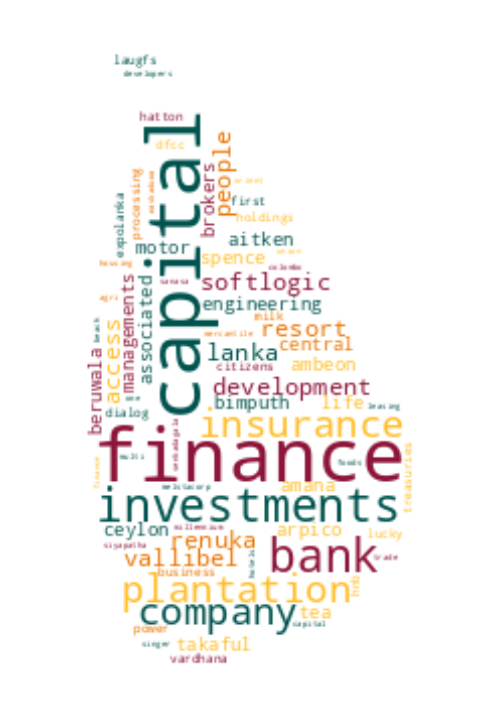 laugfs
developers
hatton
dfcc
capital
people
brokers
processing
expolanka
first
holdings
motor
aitken
spence
housing
colombo
softlogic
managements
associated
agri
engineering
milk
access
mercantile
resort
central
lanka
citizens
ambeon
beruwala
development
dialog
bimputh
life
leasing
insurance
finance
multi
foods
treasuries
finance
amana
investments
ceylon
millennium
arpico
lucky
siyapatha
renuka
vallibel
bank
trade
business
hnb
plantation
company
tea
capital
power
singer
takaful
vardhana